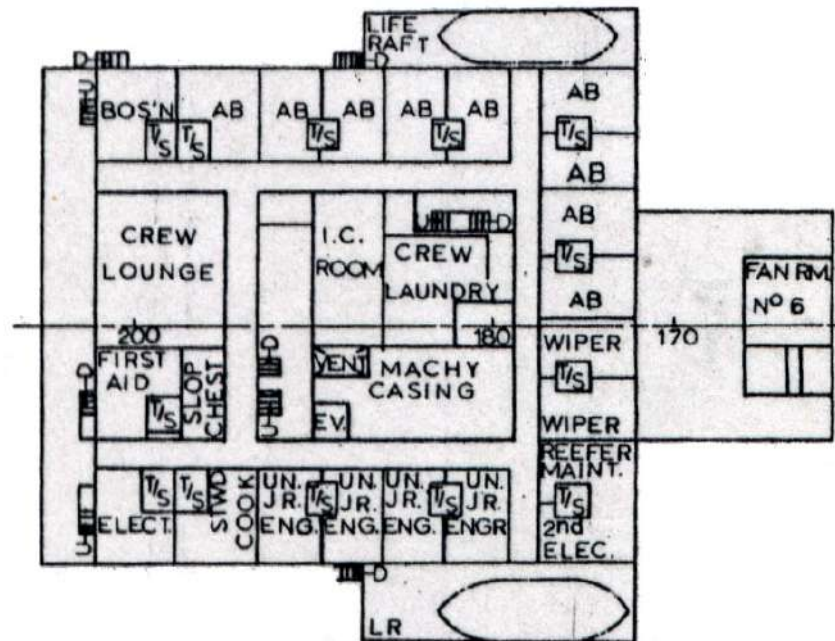 LIFE
RAFT
D
D
U
BOS'N
AB
AB
AB
AB
AB
AB
T/S
T/S
T/S
T/S
T/S
AB
CREW
LOUNGE
I.C.
ROOM
U
D
CREW
LAUNDRY
AB
T/S
AB
FAN RM.
Nº 6
200
180
170
D
FIRST
AID
T/S
SLOP
CHEST
D
U
VENT
MACHY
CASING
EV.
WIPER
T/S
WIPER
U
ELECT.
T/S
T/S
STWD
COOK
UN.
JR.
ENG.
T/S
UN.
JR.
ENG.
UN.
JR.
ENG.
T/S
UN.
JR.
ENGR
REEFER
MAINT.
T/S
2nd
ELEC.
D
LR